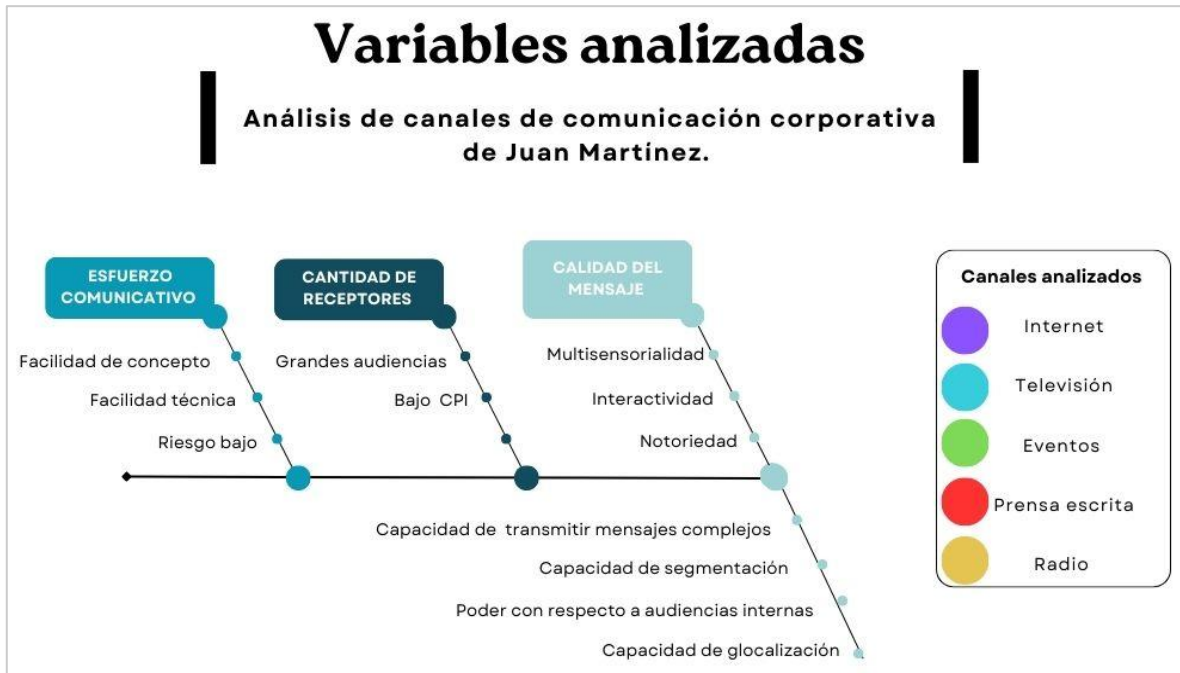 Variables analizadas
Análisis de canales de comunicación corporativa
de Juan Martínez.
ESFUERZO
COMUNICATIVO
Facilidad de concepto
Facilidad técnica
Riesgo bajo
CANTIDAD DE
RECEPTORES
Grandes audiencias
Bajo CPI
CALIDAD DEL
MENSAJE
Multisensorialidad
Interactividad
Notoriedad
Capacidad de transmitir mensajes complejos
Capacidad de segmentación
Poder con respecto a audiencias internas
Capacidad de glocalización
Canales analizados
Internet
Televisión
Eventos
Prensa escrita
Radio